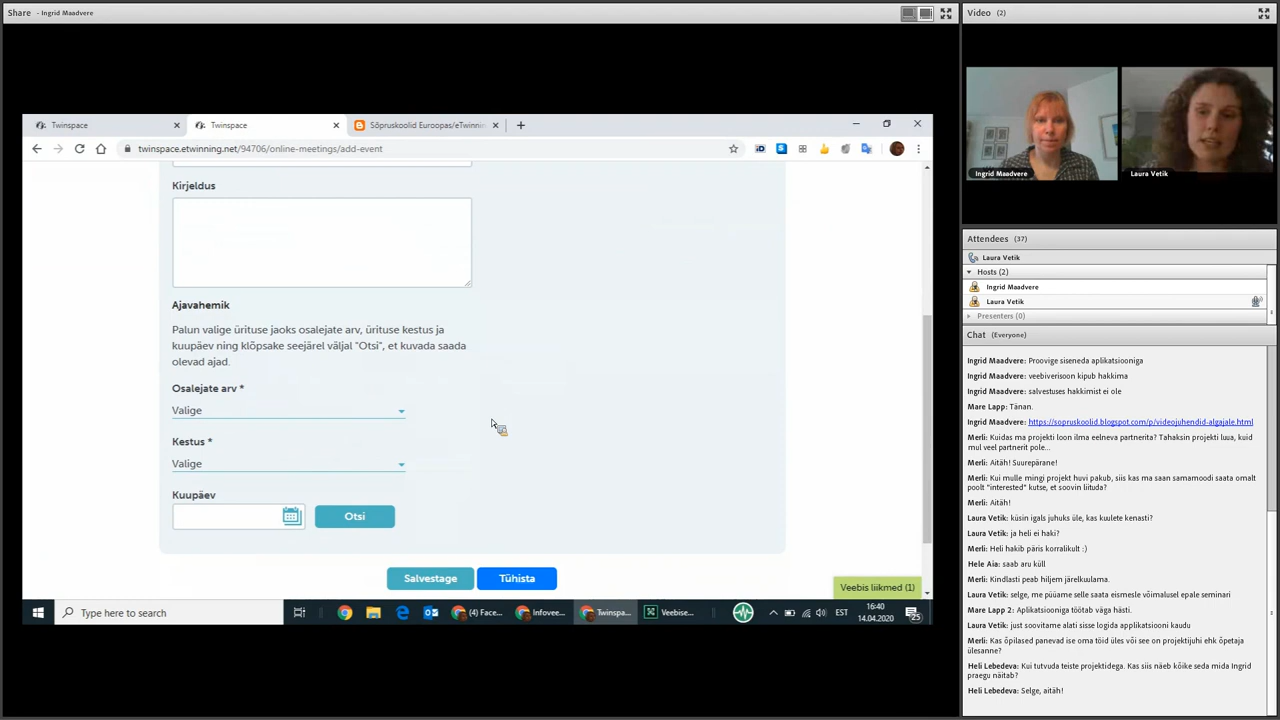 Share - Ingrid Maadvere
Twinspace
Twinspace
Sõpruskoolid Euroopas/eTwinnin
twinspace.etwinning.net/94706/online-meetings/add-event
Kirjeldus
Ajavahemik
Palun valige ürituse jaoks osalejate arv, ürituse kestus ja
kuupäev ning klõpsake seejärel väljal "Otsi", et kuvada saada
olevad ajad.
Osalejate arv *
Valige
Kestus *
Valige
Kuupäev
Otsi
Salvestage
Tühista
Veebis liikmed (1)
Type here to search
(4) Face...
Infovee...
Twinspa...
Veebise...
EST
16:40
14.04.2020
25
Video (2)
Ingrid Maadvere
Laura Vetik
Attendees (37)
Laura Vetik
Hosts (2)
Ingrid Maadvere
Laura Vetik
Presenters (0)
Chat (Everyone)
Ingrid Maadvere: Proovige siseneda aplikatsiooniga
Ingrid Maadvere: veebiverisoon kipub hakkima
Ingrid Maadvere: salvestuses hakkimist ei ole
Mare Lapp: Tänan.
Ingrid Maadvere: https://sopruskoolid.blogspot.com/p/videojuhendid-algajale.html
Merli: Kuidas ma projekti loon ilma eelneva partnerita? Tahaksin projekti luua, kuid
mul veel partnerit pole...
Merli: Aitäh! Suurepärane!
Merli: Kui mulle mingi projekt huvi pakub, siis kas ma saan samamoodi saata omalt
poolt "interested" kutse, et soovin liituda?
Merli: Aitäh!
Laura Vetik: küsin igals juhuks üle, kas kuulete kenasti?
Laura Vetik: ja heli ei haki?
Merli: Heli hakib päris korralikult :)
Hele Aia: saab aru küll
Merli: Kindlasti peab hiljem järelkuulama.
Laura Vetik: selge, me püüame selle saata eismesle võimalusel epale seminari
Mare Lapp 2: Aplikatsiooniga töötab väga hästi.
Laura Vetik: just soovitame alati sisse logida applikatsiooni kaudu
Merli: Kas õpilased panevad ise oma töid üles või see on projektijuhi ehk õpetaja
ülesanne?
Heli Lebedeva: Kui tutvuda teiste projektidega. Kas siis näeb kõike seda mida Ingrid
praegu näitab?
Heli Lebedeva: Selge, aitäh!